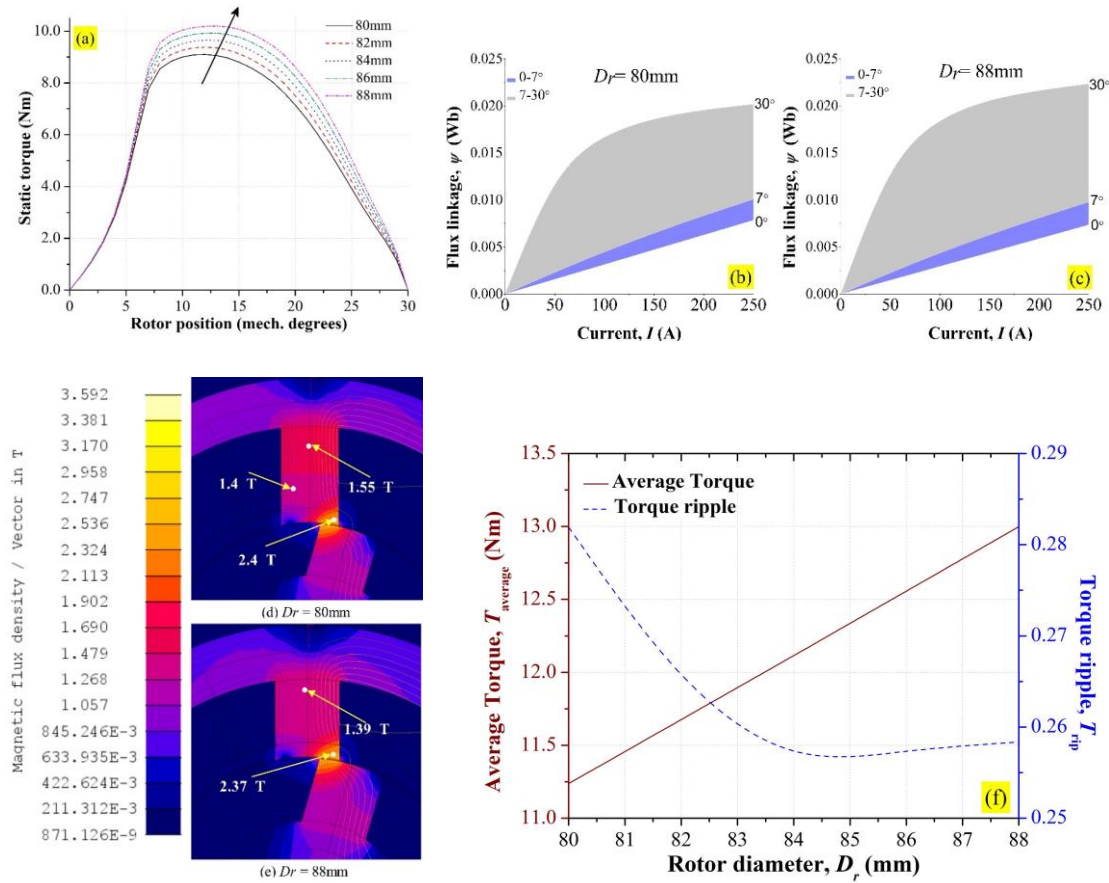 (a)
80mm
82mm
84mm
86mm
88mm
10.0
8.0
6.0
4.0
2.0
0.0
Static torque (Nm)
0 5 10 15 20 25 30
Rotor position (mech. degrees)
0-7°
7-30°
Dr= 80mm
0.025
0.020
0.015
0.010
0.005
0.000
Flux linkage, ψ (Wb)
30°
7°
0°
(b)
0 50 100 150 200 250
Current, I (A)
0-7°
7-30°
Dr= 88mm
0.025
0.020
0.015
0.010
0.005
0.000
Flux linkage, ψ (Wb)
30°
7°
0°
(c)
0 50 100 150 200 250
Current, I (A)
Magnetic flux density / Vector in T
3.592
3.381
3.170
2.958
2.747
2.536
2.324
2.113
1.902
1.690
1.479
1.268
1.057
845.246E-3
633.935E-3
422.624E-3
211.312E-3
871.126E-9
1.4 T
1.55 T
2.4 T
(d) Dr = 80mm
1.39 T
2.37 T
(e) Dr = 88mm
Average Torque
Torque ripple
13.5
13.0
12.5
12.0
11.5
11.0
Average Torque, Taverage (Nm)
0.29
0.28
0.27
0.26
0.25
Torque ripple, Trip
(f)
80 81 82 83 84 85 86 87 88
Rotor diameter, Dr (mm)